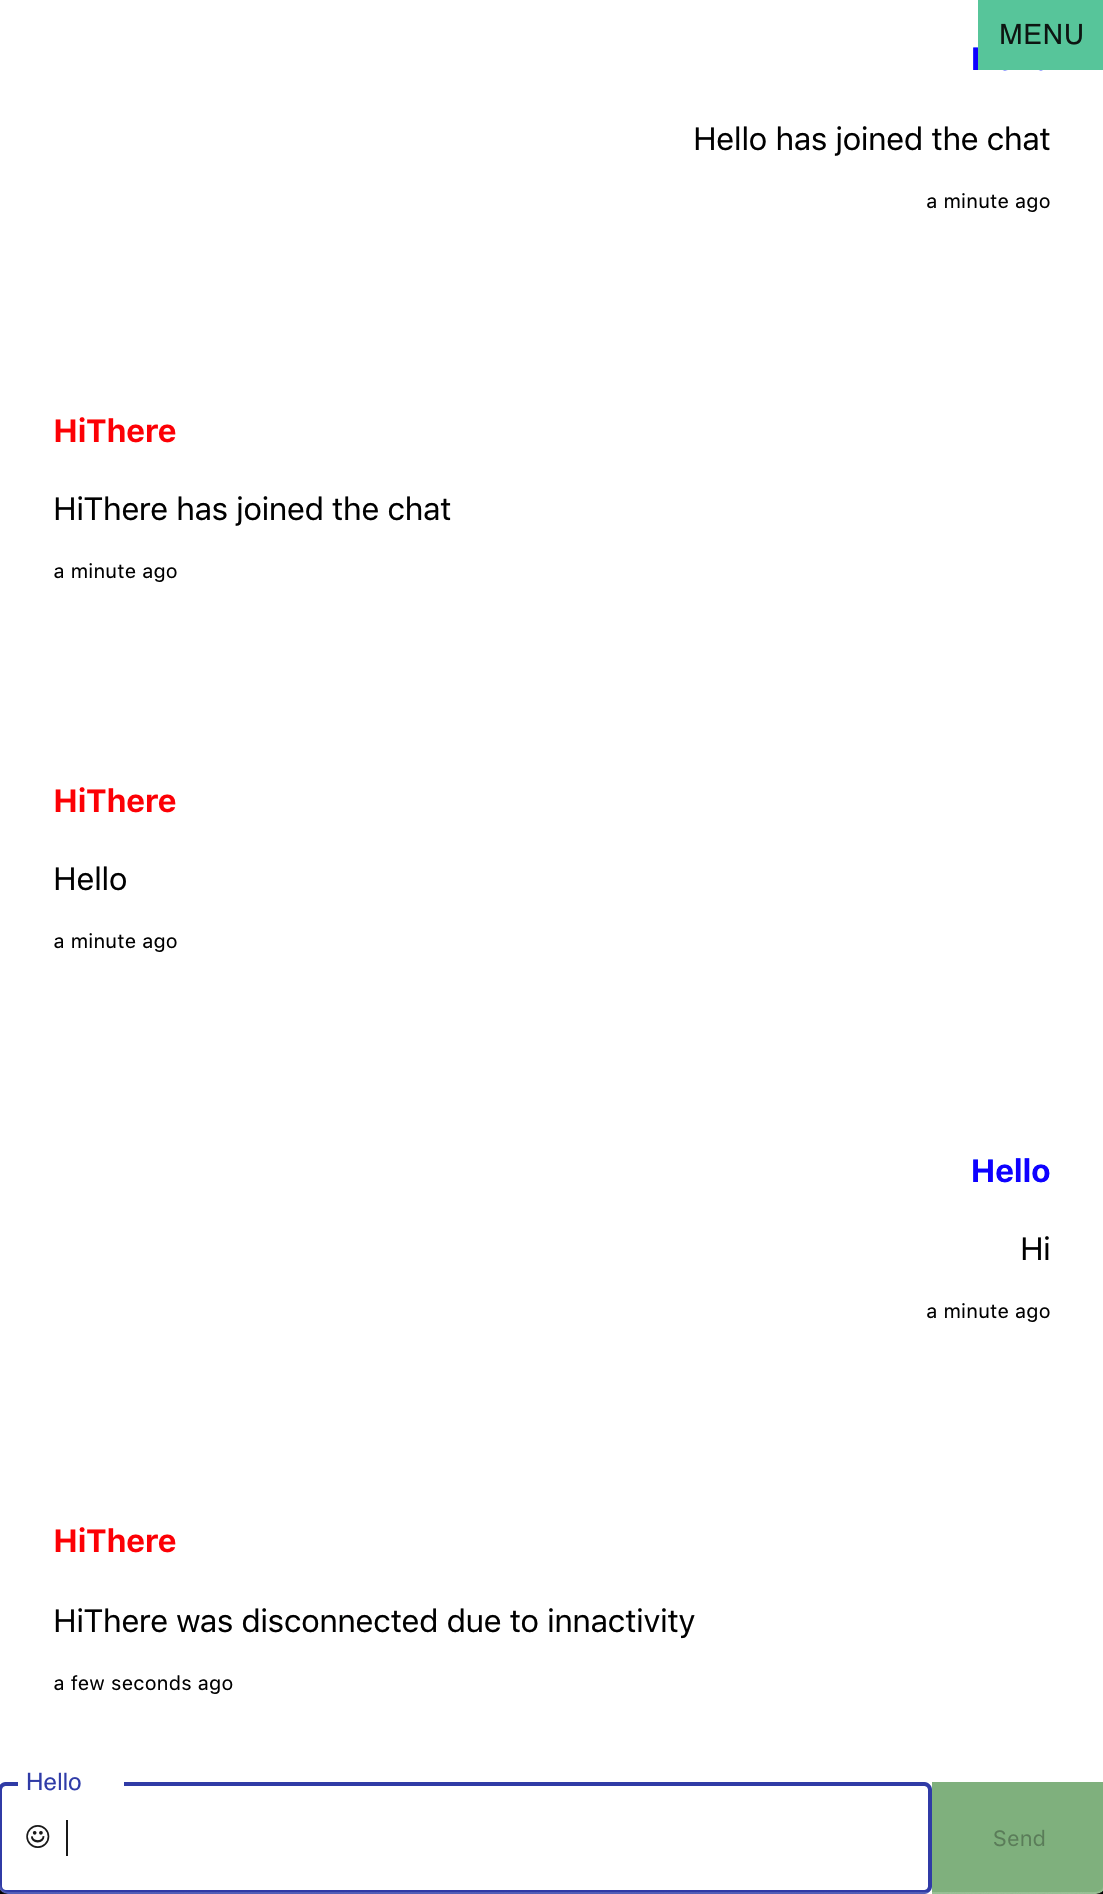 MENU
Hello has joined the chat
a minute ago
HiThere
HiThere has joined the chat
a minute ago
HiThere
Hello
a minute ago
Hello
Hi
a minute ago
HiThere
HiThere was disconnected due to innactivity
a few seconds ago
Hello
Send